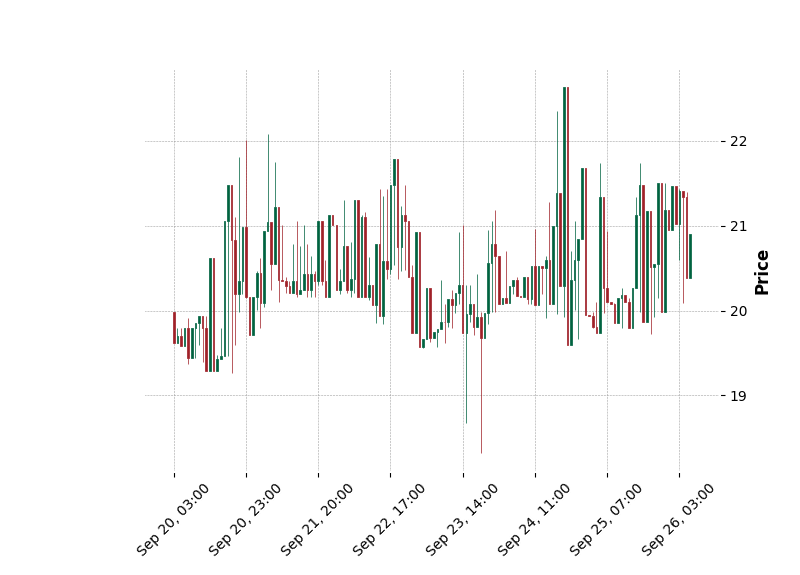 22
21
20
19
Price
Sep 20, 03:00
Sep 20, 23:00
Sep 21, 20:00
Sep 22, 17:00
Sep 23, 14:00
Sep 24, 11:00
Sep 25, 07:00
Sep 26, 03:00